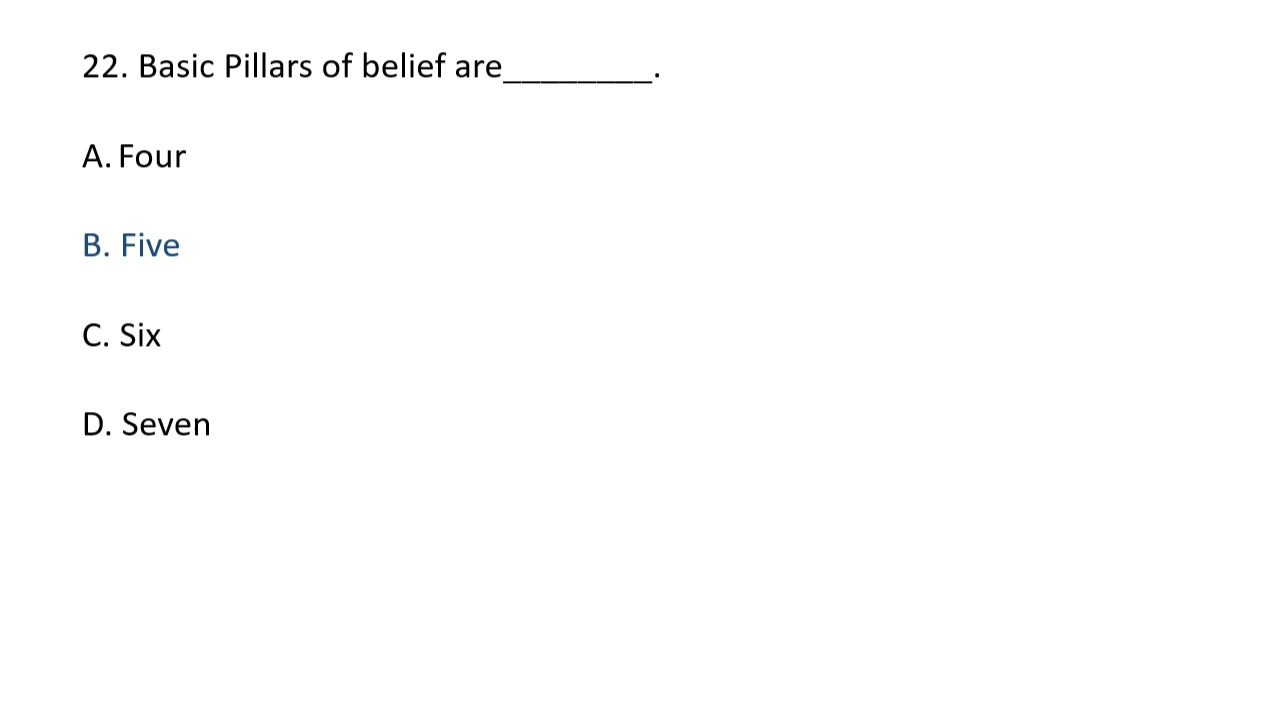 22. Basic Pillars of belief are________.
A. Four
B. Five
C. Six
D. Seven